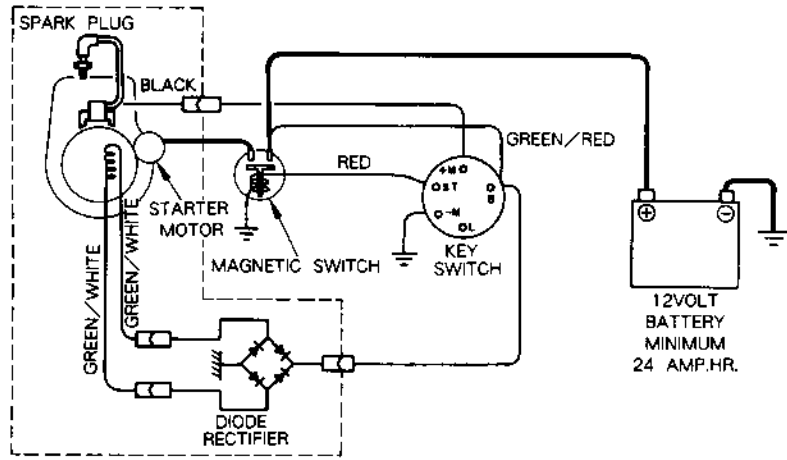 SPARK PLUG
BLACK
GREEN/RED
RED
+M
ST
B
-M
L
KEY
SWITCH
STARTER
MOTOR
MAGNETIC SWITCH
GREEN/WHITE
GREEN/WHITE
+
-
12VOLT
BATTERY
MINIMUM
24 AMP.HR.
DIODE
RECTIFIER